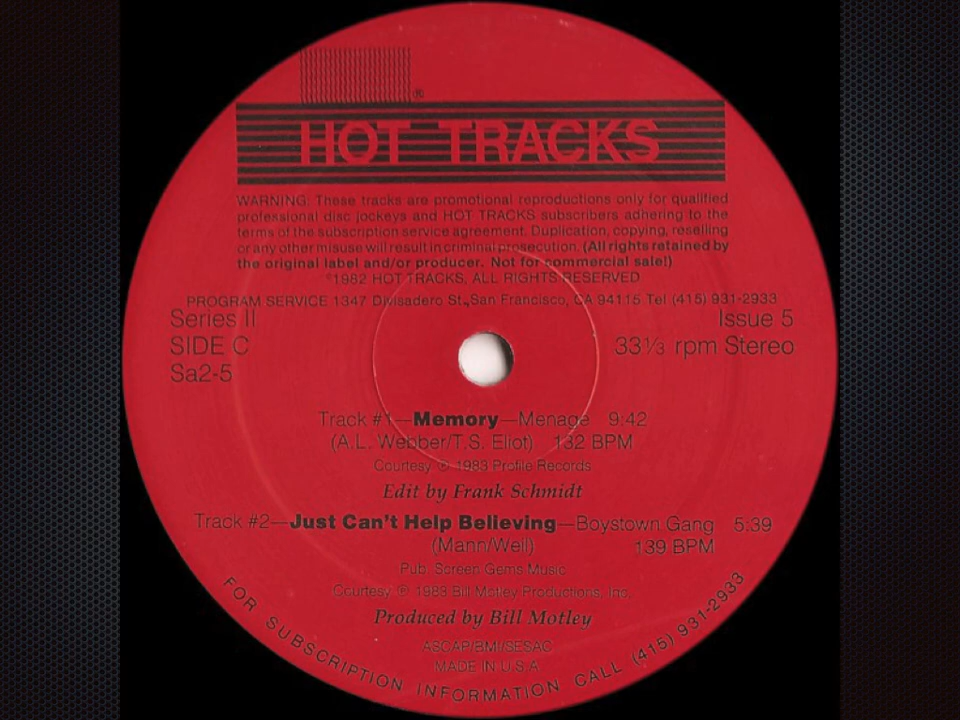 ®
HOT TRACKS
WARNING: These tracks are promotional reproductions only for qualified
professional disc jockeys and HOT TRACKS subscribers adhering to the
terms of the subscription service agreement. Duplication, copying, reselling
or any other misuse will result in criminal prosecution. (All rights retained by
the original label and/or producer. Not for commercial sale!)
©1982 HOT TRACKS, ALL RIGHTS RESERVED
PROGRAM SERVICE 1347 Divisadero St., San Francisco, CA 94115 Tel (415) 931-2933
Series II Issue 5
SIDE C 33⅓ rpm Stereo
Sa2-5
Track #1—Memory—Menage 9:42
(A.L. Webber/T.S. Eliot) 132 BPM
Courtesy ℗ 1983 Profile Records
Edit by Frank Schmidt
Track #2—Just Can't Help Believing—Boystown Gang 5:39
(Mann/Weil) 139 BPM
Pub. Screen Gems Music
Courtesy ℗ 1983 Bill Motley Productions, Inc.
Produced by Bill Motley
ASCAP/BMI/SESAC
MADE IN U.S.A.
FOR SUBSCRIPTION INFORMATION CALL (415) 931-2933